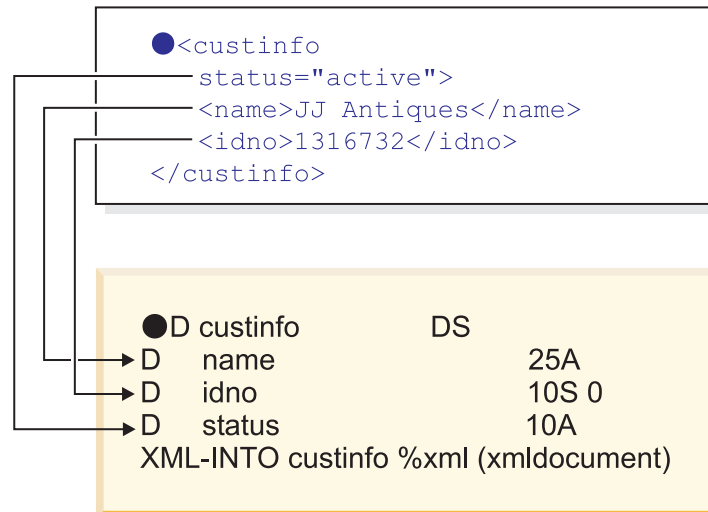 <custinfo
status="active">
<name>JJ Antiques</name>
<idno>1316732</idno>
</custinfo>
D custinfo DS
D name 25A
D idno 10S 0
D status 10A
XML-INTO custinfo %xml (xmldocument)